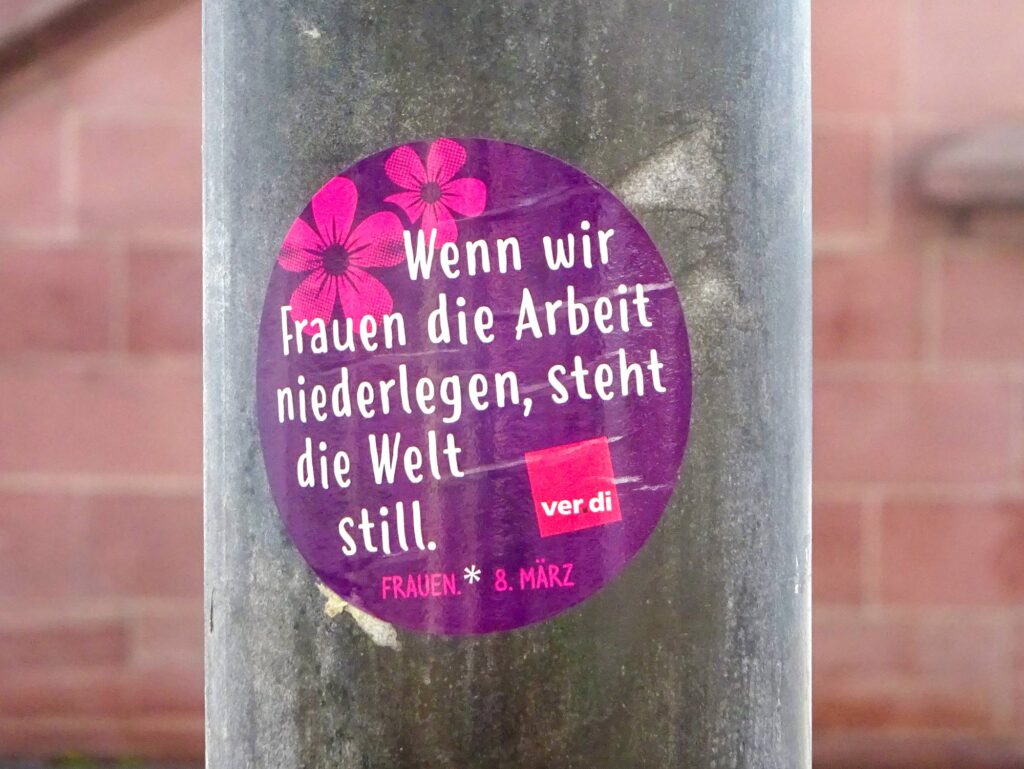 Wenn wir
Frauen die Arbeit
niederlegen, steht
die Welt
still.
ver.di
FRAUEN.* 8. MÄRZ